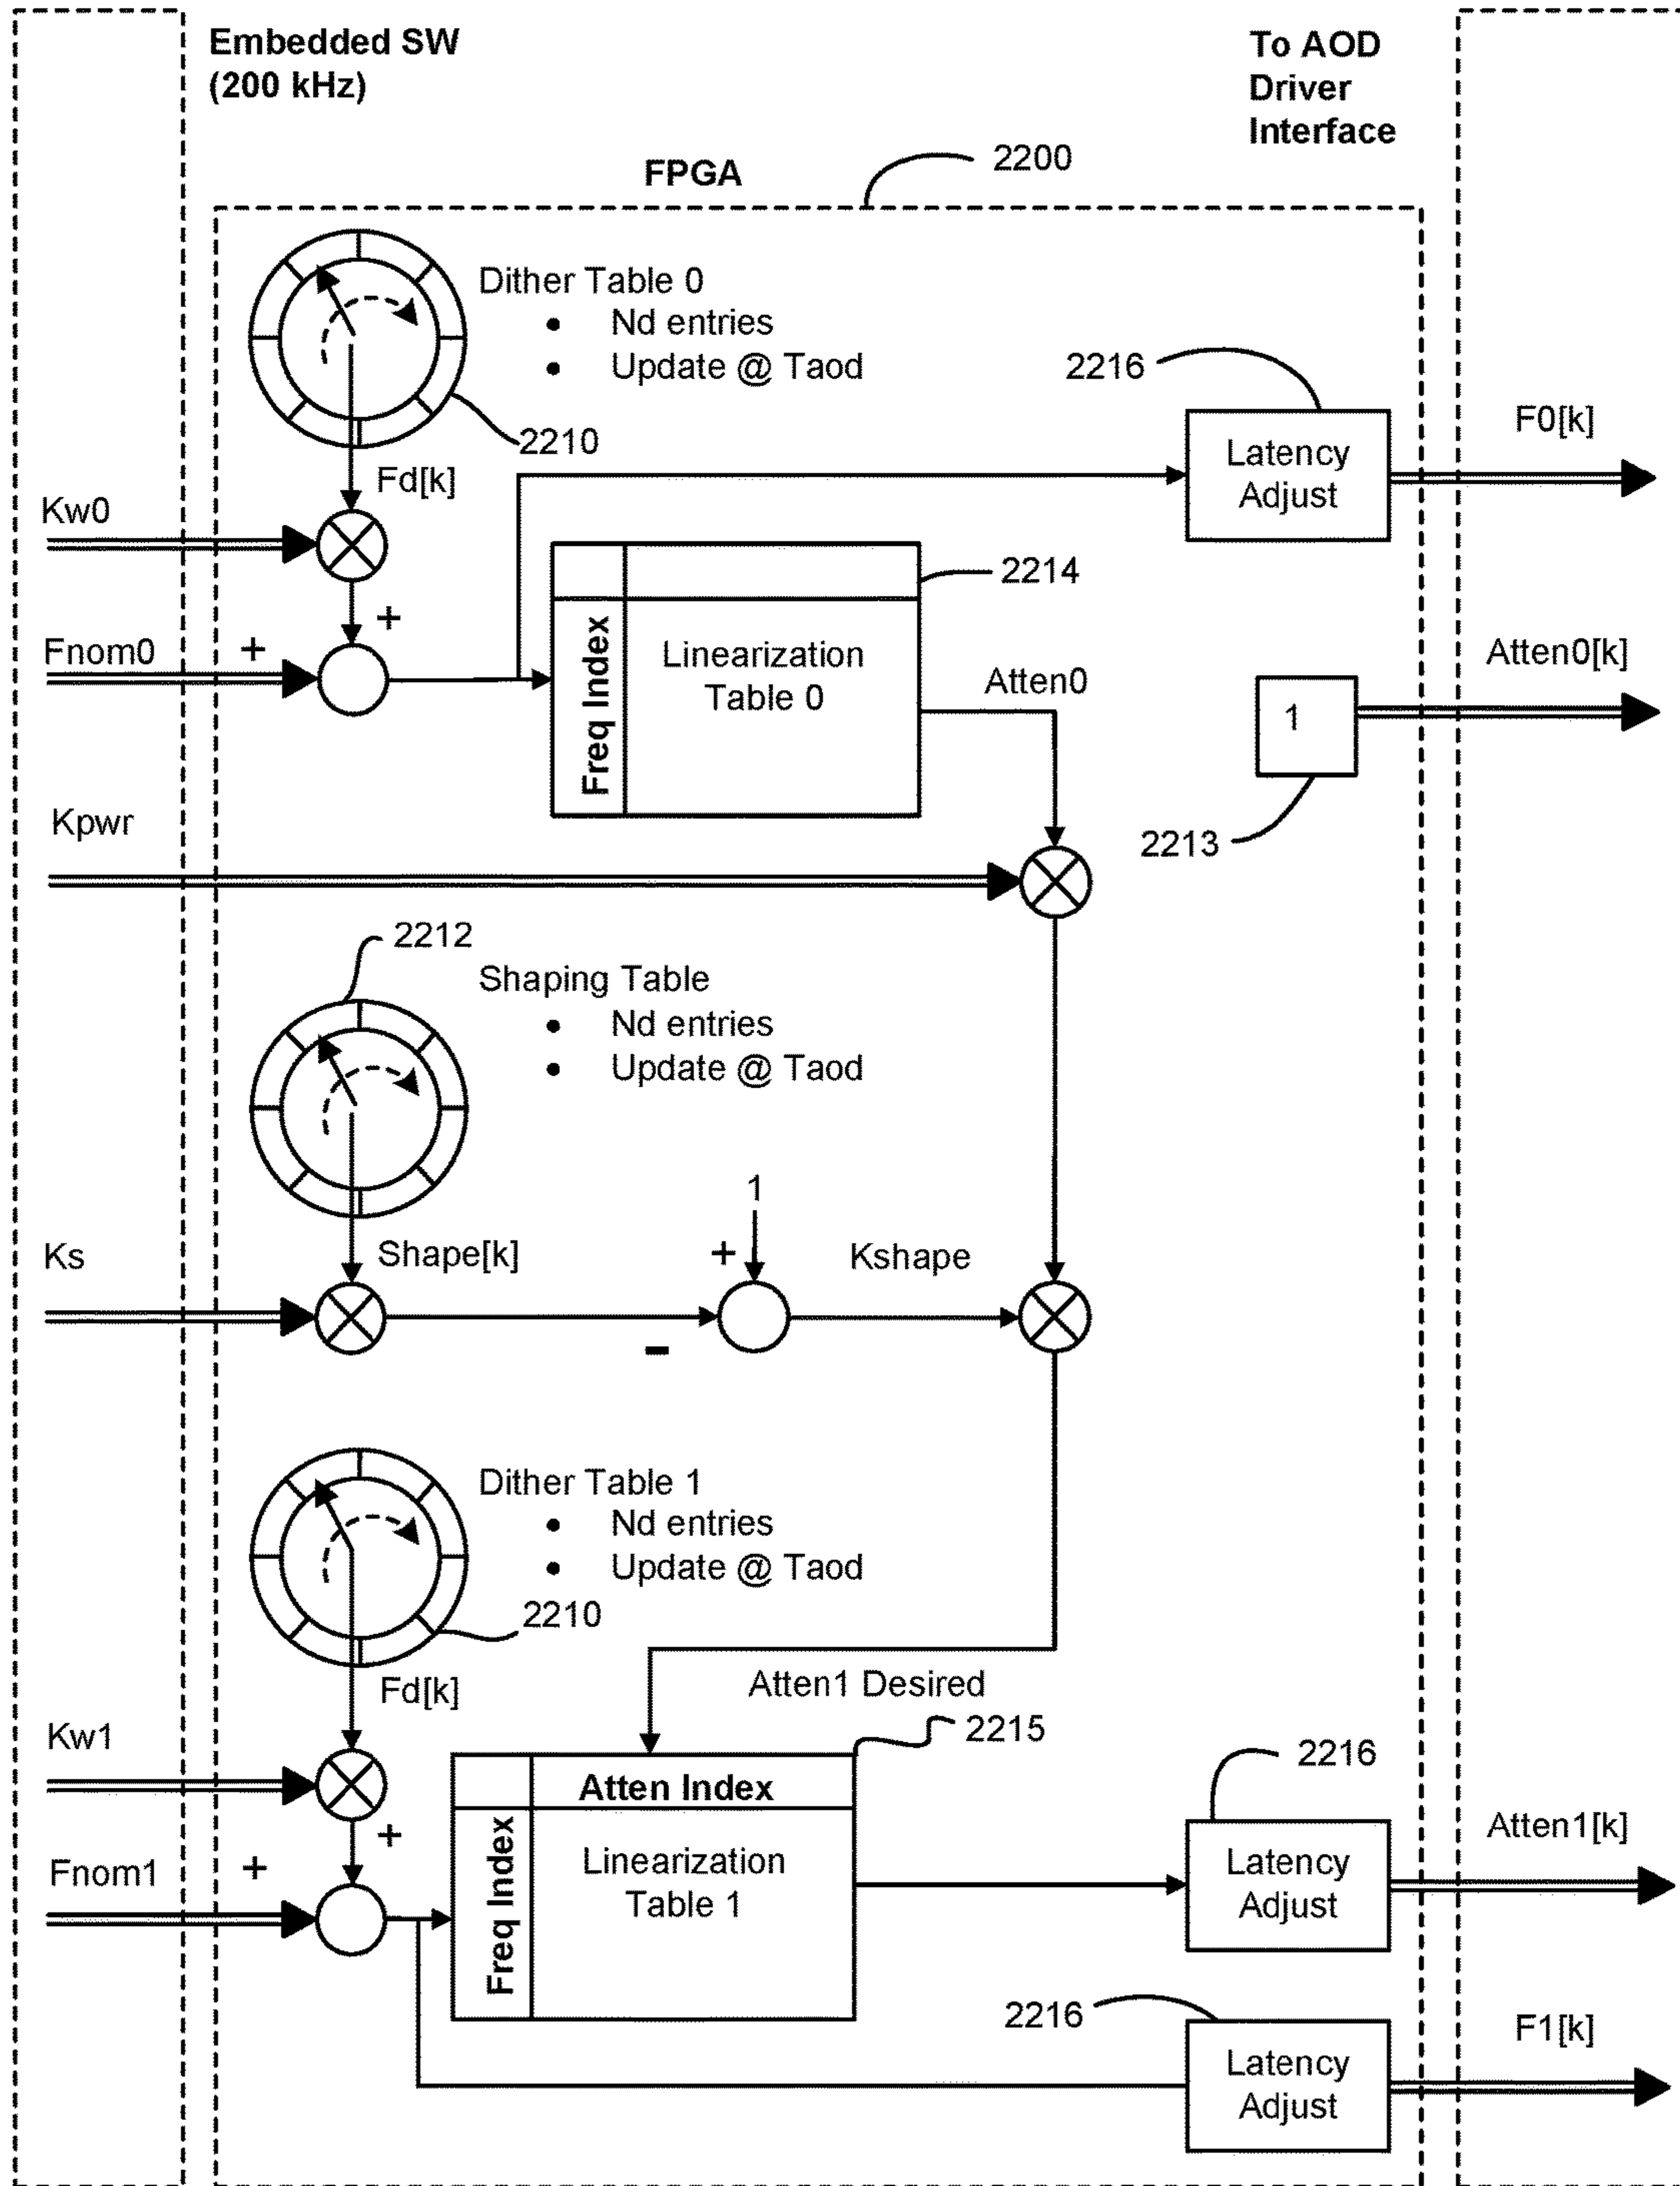 Embedded SW
(200 kHz)
To AOD
Driver
Interface
FPGA
2200
Dither Table 0
• Nd entries
• Update @ Taod
2210
Fd[k]
2216
Latency
Adjust
F0[k]
Kw0
+
Fnom0
+
2214
Freq Index
Linearization
Table 0
Atten0
Atten0[k]
1
2213
Kpwr
2212
Shaping Table
• Nd entries
• Update @ Taod
Ks
Shape[k]
1
+
-
Kshape
Dither Table 1
• Nd entries
• Update @ Taod
2210
Fd[k]
Atten1 Desired
2215
Kw1
+
Fnom1
+
Atten Index
Freq Index
Linearization
Table 1
2216
Latency
Adjust
Atten1[k]
2216
Latency
Adjust
F1[k]